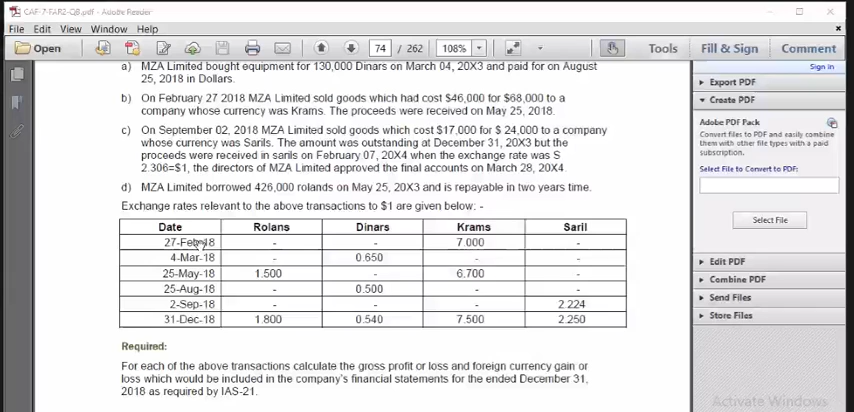 CAF-7-FAR2-QB.pdf - Adobe Reader
File Edit View Window Help
Open 74 / 262 108% Tools Fill & Sign Comment
Sign In
a) MZA Limited bought equipment for 130,000 Dinars on March 04, 20X3 and paid for on August
25, 2018 in Dollars.
b) On February 27 2018 MZA Limited sold goods which had cost $46,000 for $68,000 to a
company whose currency was Krams. The proceeds were received on May 25, 2018.
c) On September 02, 2018 MZA Limited sold goods which cost $17,000 for $ 24,000 to a company
whose currency was Sarils. The amount was outstanding at December 31, 20X3 but the
proceeds were received in sarils on February 07, 20X4 when the exchange rate was S
2.306=$1, the directors of MZA Limited approved the final accounts on March 28, 20X4.
d) MZA Limited borrowed 426,000 rolands on May 25, 20X3 and is repayable in two years time.
Exchange rates relevant to the above transactions to $1 are given below: -
Date Rolans Dinars Krams Saril
27-Feb-18 - - 7.000 -
4-Mar-18 - 0.650 - -
25-May-18 1.500 - 6.700 -
25-Aug-18 - 0.500 - -
2-Sep-18 - - - 2.224
31-Dec-18 1.800 0.540 7.500 2.250
Required:
For each of the above transactions calculate the gross profit or loss and foreign currency gain or
loss which would be included in the company's financial statements for the ended December 31,
2018 as required by IAS-21.
Export PDF
Create PDF
Adobe PDF Pack
Convert files to PDF and easily combine
them with other file types with a paid
subscription.
Select File to Convert to PDF:
Select File
Edit PDF
Combine PDF
Send Files
Store Files
Activate Windows